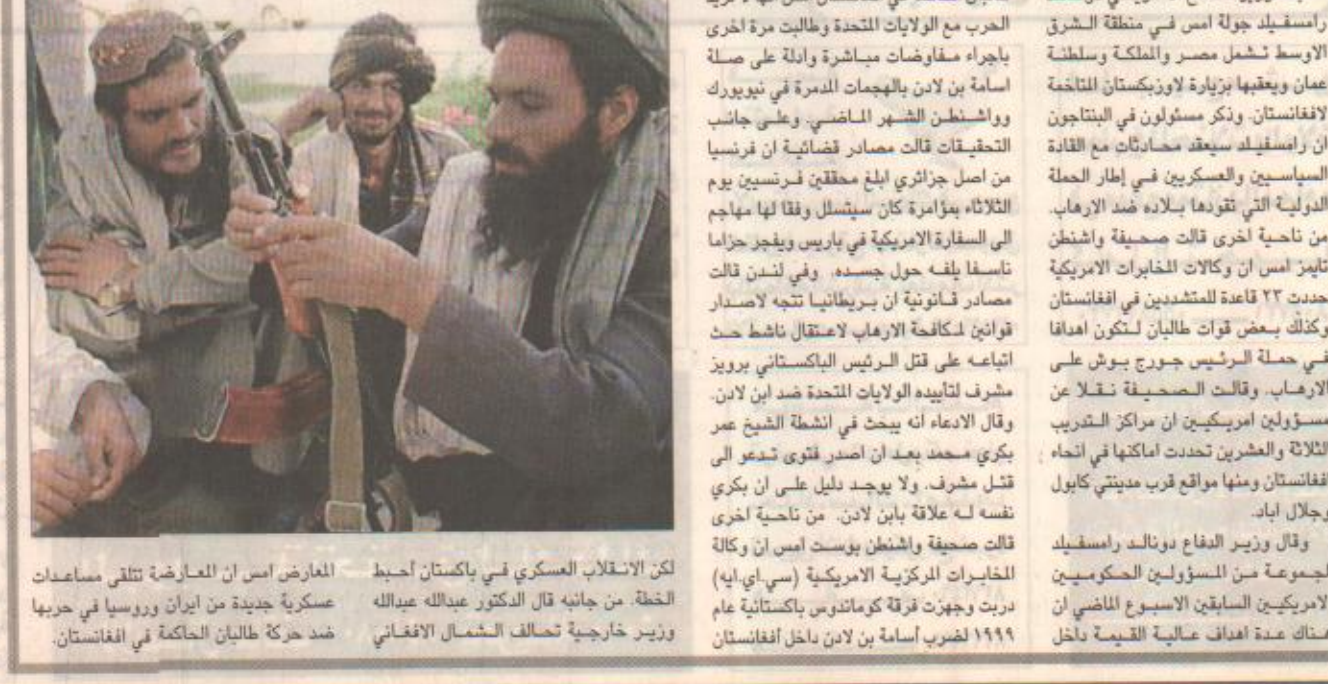 رامسفيلد جولة امس في منطقة الشرق
الاوسط تشمل مصر والملكة وسلطنة
عمان ويعقبها بزيارة لاوزبكستان المتاخمة
لافغانستان. وذكر مسئولون في البنتاجون
ان رامسفيلد سيعقد محادثات مع القادة
السياسيين والعسكريين في إطار الحملة
الدولية التي تقودها بلاده ضد الارهاب.
من ناحية اخرى قالت صحيفة واشنطن
تايمز امس ان وكالات المخابرات الامريكية
حددت ٢٣ قاعدة للمتشددين في افغانستان
وكذلك بعض قوات طالبان لتكون اهدافا
في حملة الرئيس جورج بوش على
الارهاب. وقالت الصحيفة نقلا عن
مسؤولين امريكيين ان مراكز التدريب
الثلاثة والعشرين تحددت اماكنها في انحاء
افغانستان ومنها مواقع قرب مدينتي كابول
وجلال اباد.
وقال وزير الدفاع دونالد رامسفيلد
لجموعة من المسؤولين الحكوميين
الامريكيين السابقين الاسبوع الماضي ان
هناك عدة اهداف عالية القيمة داخل
الحرب مع الولايات المتحدة وطالبت مرة اخرى
باجراء مفاوضات مباشرة وادلة على صلة
اسامة بن لادن بالهجمات المدمرة في نيويورك
وواشنطن الشهر الماضي. وعلى جانب
التحقيقات قالت مصادر قضائية ان فرنسيا
من اصل جزائري ابلغ محققين فرنسيين يوم
الثلاثاء بمؤامرة كان سيتسلل وفقا لها مهاجم
الى السفارة الامريكية في باريس ويفجر حزاما
ناسفا يلفه حول جسده. وفي لندن قالت
مصادر قانونية ان بريطانيا تتجه لاصدار
قوانين لمكافحة الارهاب لاعتقال ناشط حث
اتباعه على قتل الرئيس الباكستاني برويز
مشرف لتأييده الولايات المتحدة ضد ابن لادن.
وقال الادعاء انه يبحث في انشطة الشيخ عمر
بكري محمد بعد ان اصدر فتوى تدعو الى
قتل مشرف. ولا يوجد دليل على ان بكري
نفسه له علاقة بابن لادن. من ناحية اخرى
قالت صحيفة واشنطن بوست امس ان وكالة
المخابرات المركزية الامريكية (سي.اي.ايه)
دربت وجهزت فرقة كوماندوس باكستانية عام
١٩٩٩ لضرب أسامة بن لادن داخل أفغانستان
لكن الانقلاب العسكري في باكستان أحبط
الخطة. من جانبه قال الدكتور عبدالله عبدالله
وزير خارجية تحالف الشمال الافغاني
المعارض امس ان المعارضة تتلقى مساعدات
عسكرية جديدة من ايران وروسيا في حربها
ضد حركة طالبان الحاكمة في افغانستان.